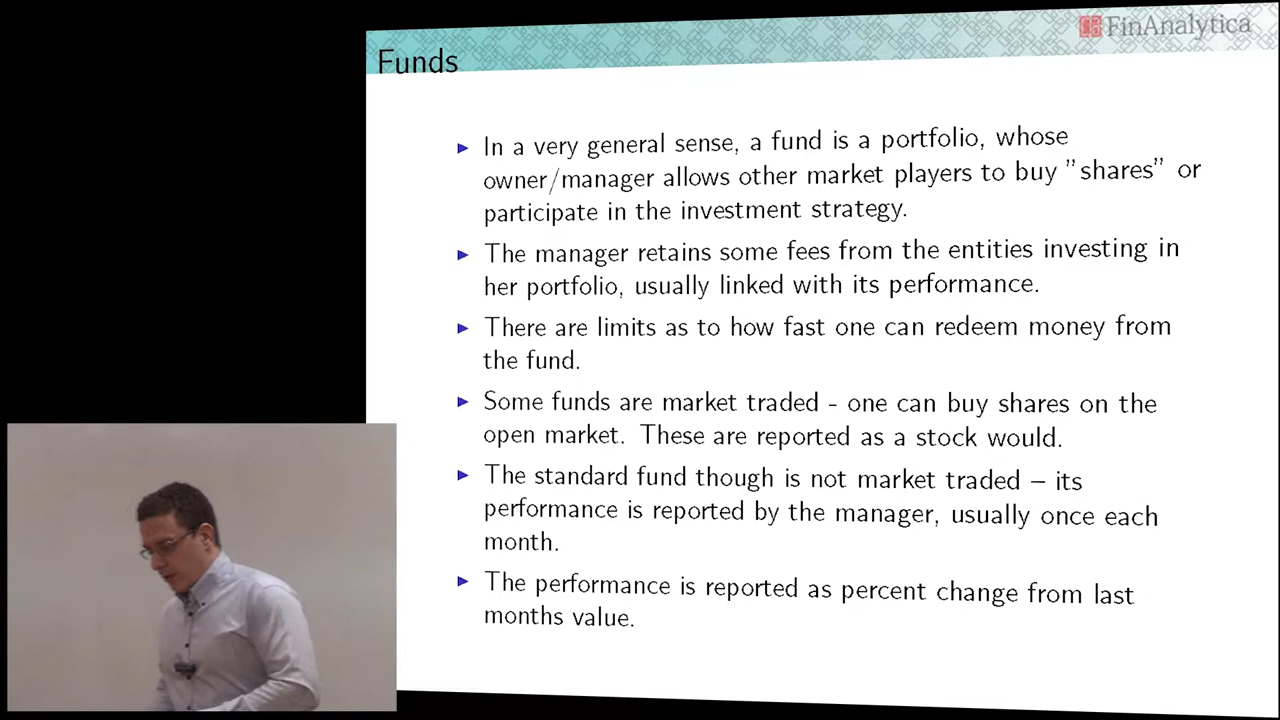 FinAnalytica
Funds
In a very general sense, a fund is a portfolio, whose
owner/manager allows other market players to buy "shares" or
participate in the investment strategy.
The manager retains some fees from the entities investing in
her portfolio, usually linked with its performance.
There are limits as to how fast one can redeem money from
the fund.
Some funds are market traded - one can buy shares on the
open market. These are reported as a stock would.
The standard fund though is not market traded – its
performance is reported by the manager, usually once each
month.
The performance is reported as percent change from last
months value.